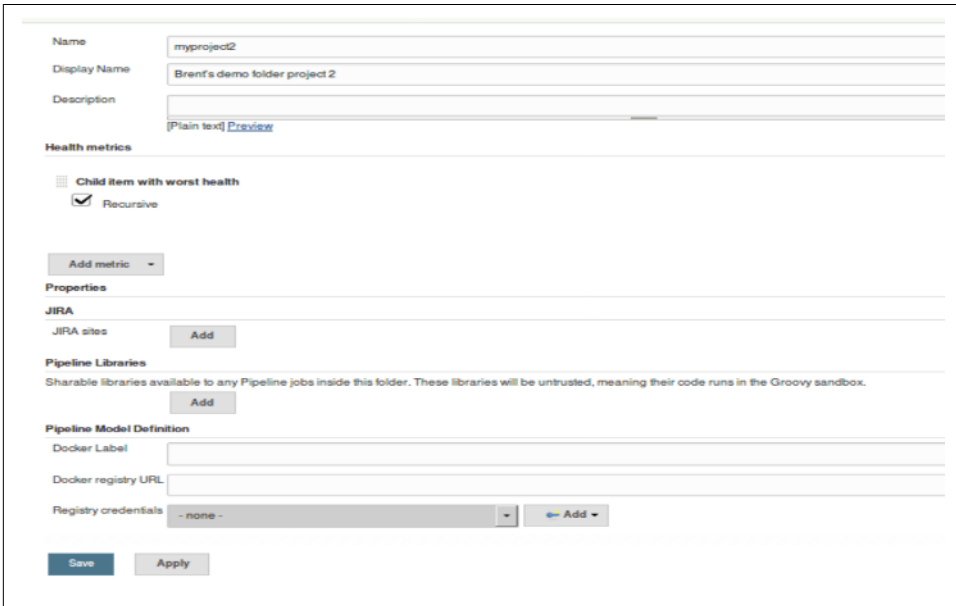 Name
myproject2
Display Name
Brent's demo folder project 2
Description
[Plain text] Preview
Health metrics
Child item with worst health
Recursive
Add metric
Properties
JIRA
JIRA sites
Add
Pipeline Libraries
Sharable libraries available to any Pipeline jobs inside this folder. These libraries will be untrusted, meaning their code runs in the Groovy sandbox.
Add
Pipeline Model Definition
Docker Label
Docker registry URL
Registry credentials
- none -
Add
Save
Apply